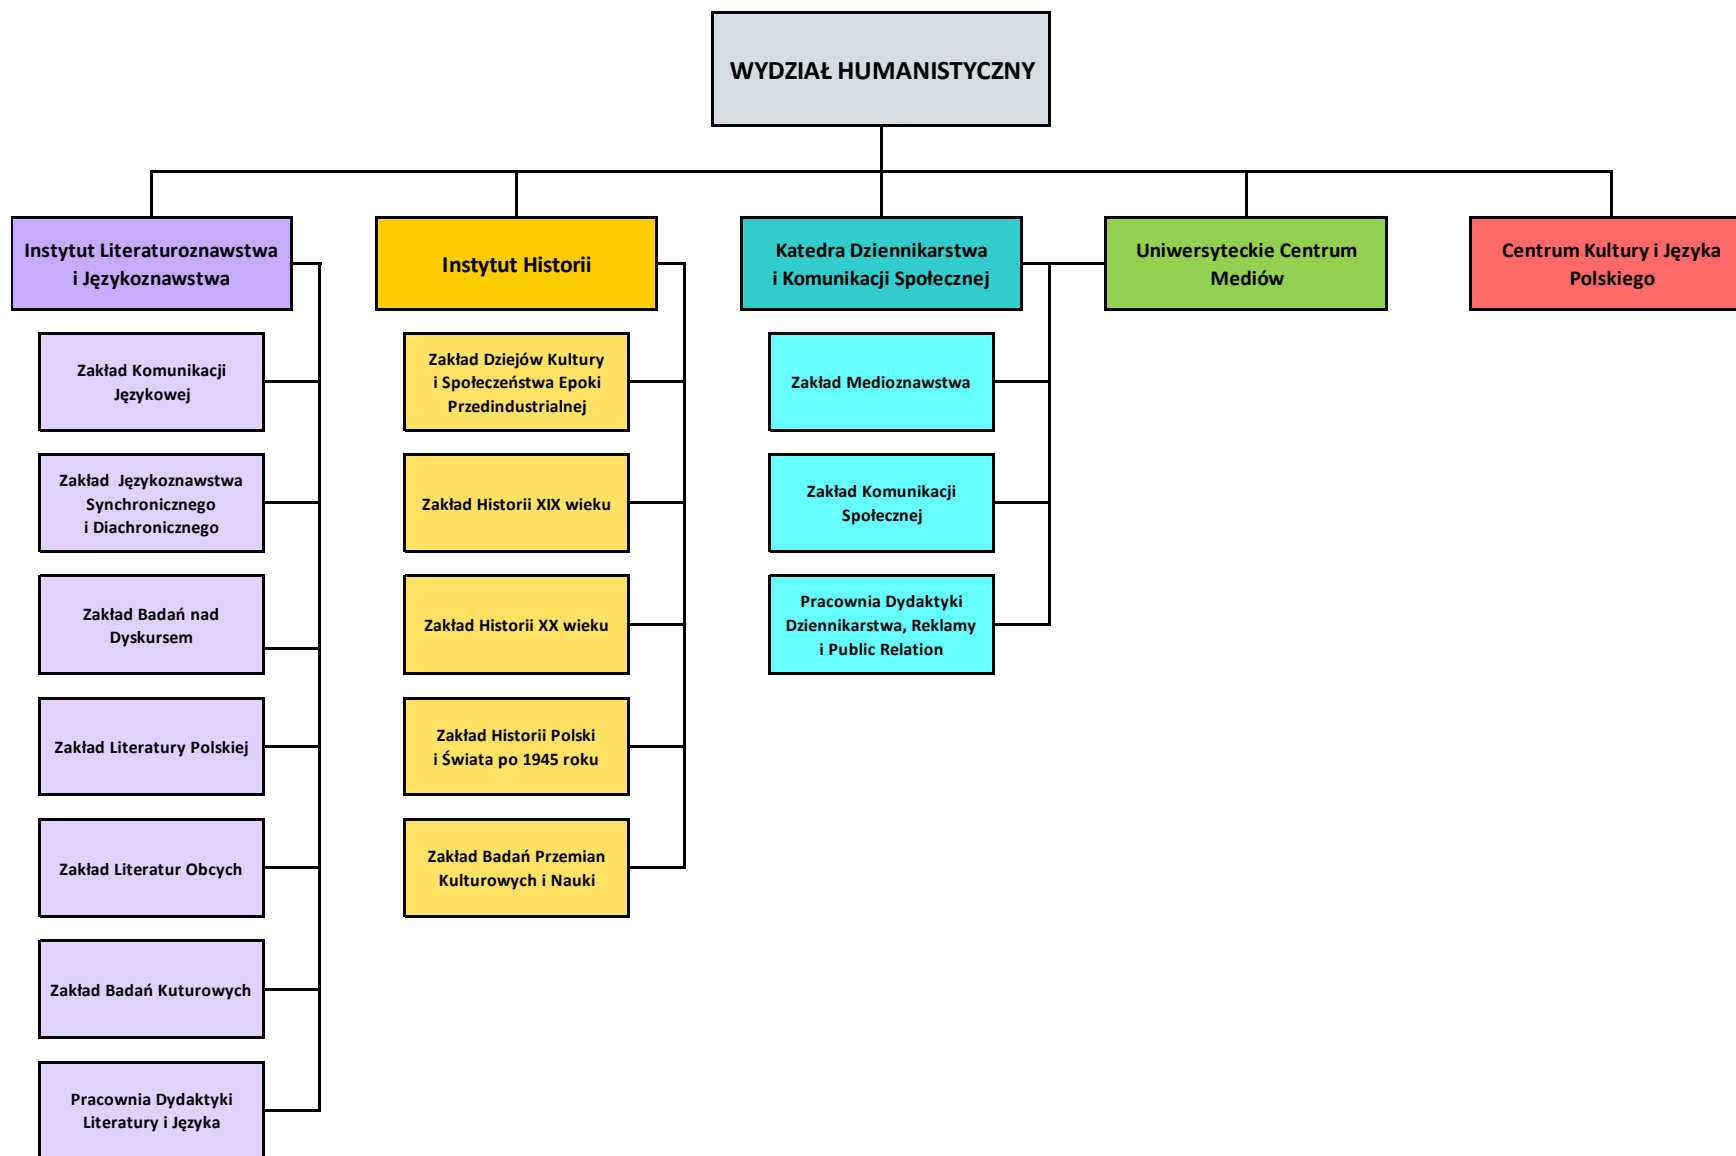 WYDZIAŁ HUMANISTYCZNY
Instytut Literaturoznawstwa
i Językoznawstwa
Zakład Komunikacji
Językowej
Zakład  Językoznawstwa
Synchronicznego
i Diachronicznego
Zakład Badań nad
Dyskursem
Zakład Literatury Polskiej
Zakład Literatur Obcych
Zakład Badań Kuturowych
Pracownia Dydaktyki
Literatury i Języka
Instytut Historii
Zakład Dziejów Kultury
i Społeczeństwa Epoki
Przedindustrialnej
Zakład Historii XIX wieku
Zakład Historii XX wieku
Zakład Historii Polski
i Świata po 1945 roku
Zakład Badań Przemian
Kulturowych i Nauki
Katedra Dziennikarstwa
i Komunikacji Społecznej
Zakład Medioznawstwa
Zakład Komunikacji
Społecznej
Pracownia Dydaktyki
Dziennikarstwa, Reklamy
i Public Relation
Uniwersyteckie Centrum
Mediów
Centrum Kultury i Języka
Polskiego